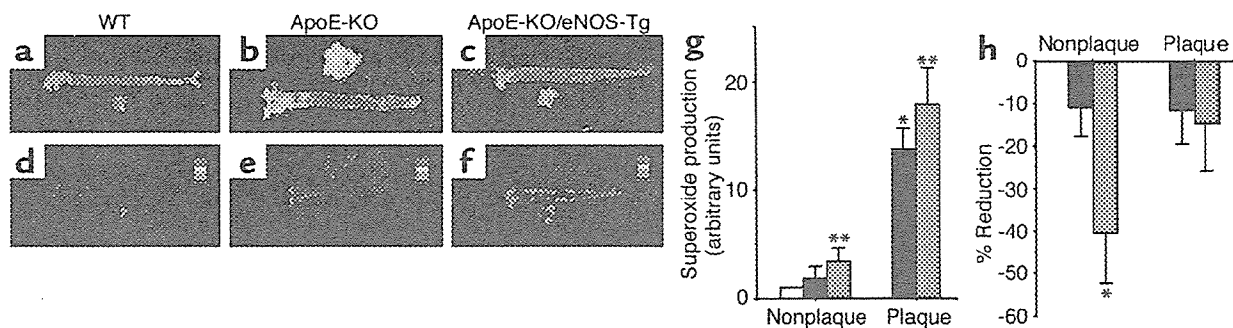 WT
ApoE-KO
ApoE-KO/eNOS-Tg
a
b
c
d
e
f
g
Superoxide production
(arbitrary units)
20
10
0
*
**
**
Nonplaque Plaque
h
Nonplaque Plaque
% Reduction
0
-10
-20
-30
-40
-50
-60
*